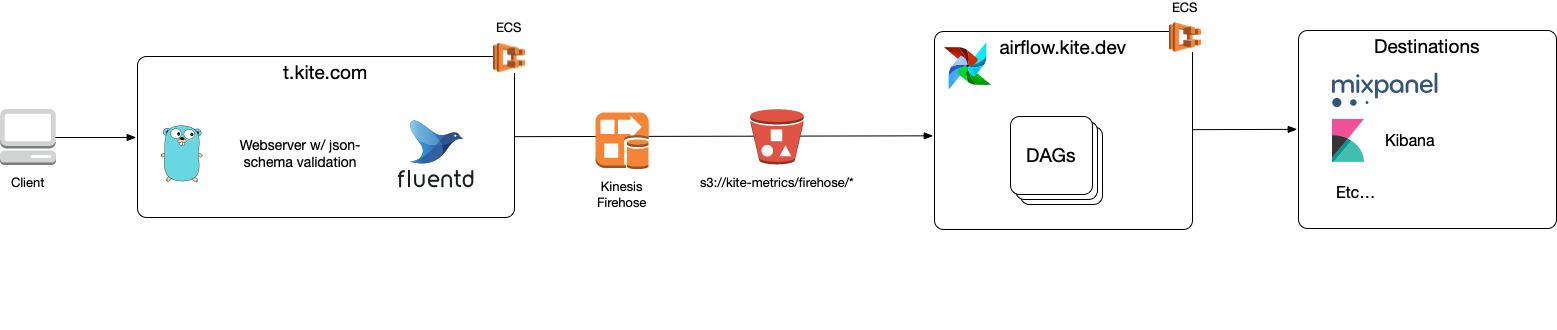 Client
ECS
t.kite.com
Webserver w/ json-
schema validation
fluentd
Kinesis
Firehose
s3://kite-metrics/firehose/*
ECS
airflow.kite.dev
DAGs
Destinations
mixpanel
Kibana
Etc...